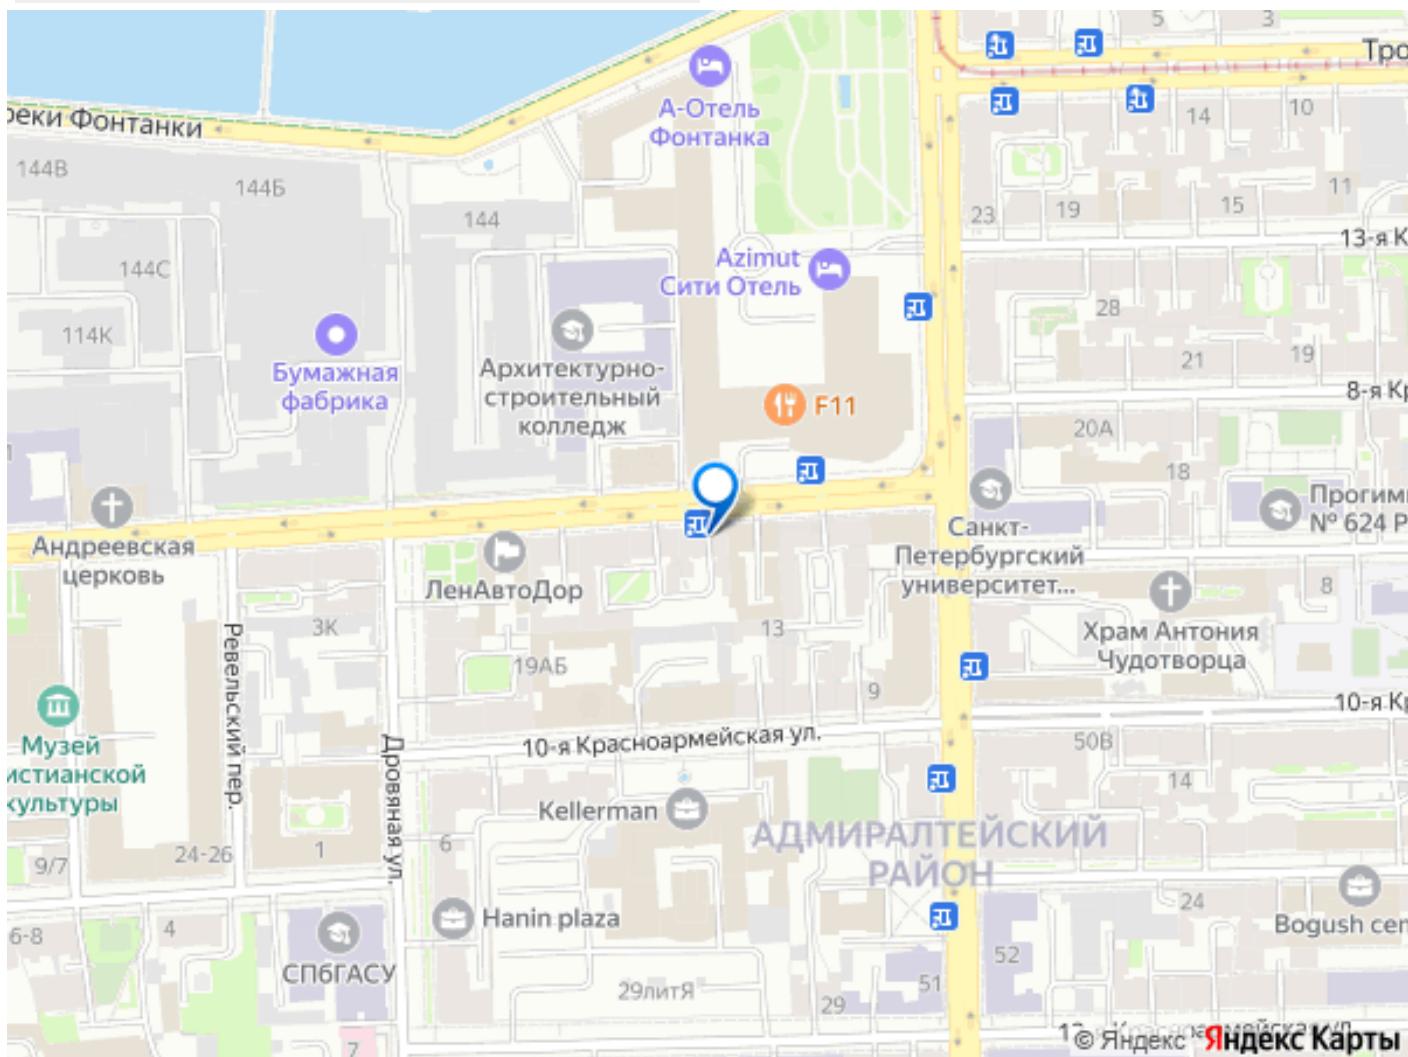 5
3
Тро
реки Фонтанки
А-Отель
Фонтанка
14
10
144В
144Б
144
11
23
19
15
13-я К
Azimut
Сити Отель
144С
28
114К
Бумажная
фабрика
Архитектурно-
строительный
колледж
21
19
8-я Кр
F11
20А
18
Андреевская
церковь
ЛенАвтоДор
Санкт-
Петербургский
университет...
Прогим
№ 624 Р
8
Храм Антония
Чудотворца
3К
13
19АБ
9
Ревельский пер.
Дровяная ул.
10-я Красноармейская ул.
10-я Кр
Музей
истианской
культуры
50В
14
Kellerman
АДМИРАЛТЕЙСКИЙ
РАЙОН
6
24-26
1
9/7
Hanin plaza
24
Bogush cen
6-8
4
СПбГАСУ
52
51
29литЯ
29
7
© Яндекс Яндекс Карты